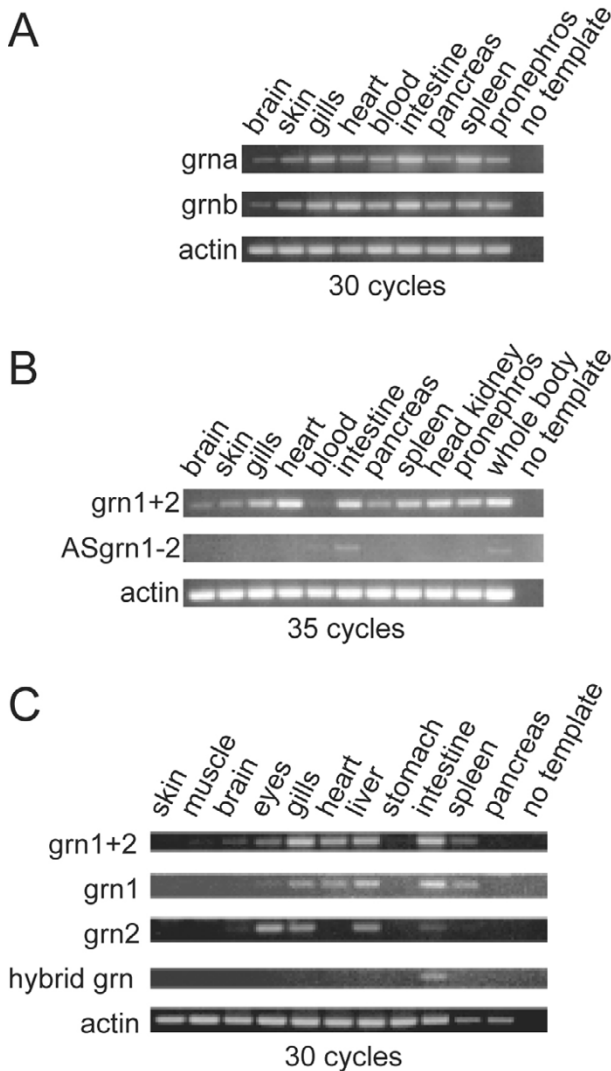 A
brain
skin
gills
heart
blood
intestine
pancreas
spleen
pronephros
no template
grna
grnb
actin
30 cycles
B
brain
skin
gills
heart
blood
intestine
pancreas
spleen
head kidney
pronephros
whole body
no template
grn1+2
ASgrn1-2
actin
35 cycles
C
skin
muscle
brain
eyes
gills
heart
liver
stomach
intestine
spleen
pancreas
no template
grn1+2
grn1
grn2
hybrid grn
actin
30 cycles